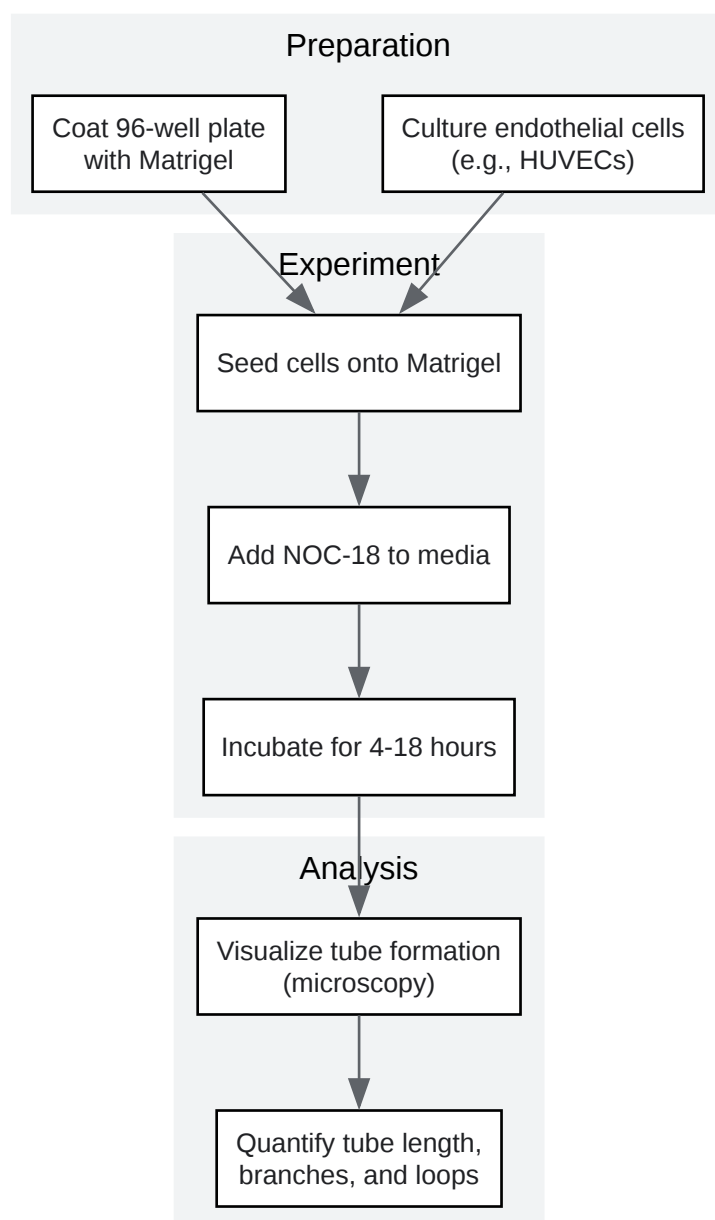 Preparation
Coat 96-well plate
with Matrigel
Culture endothelial cells
(e.g., HUVECs)
Experiment
Seed cells onto Matrigel
Add NOC-18 to media
Incubate for 4-18 hours
Analysis
Visualize tube formation
(microscopy)
Quantify tube length,
branches, and loops